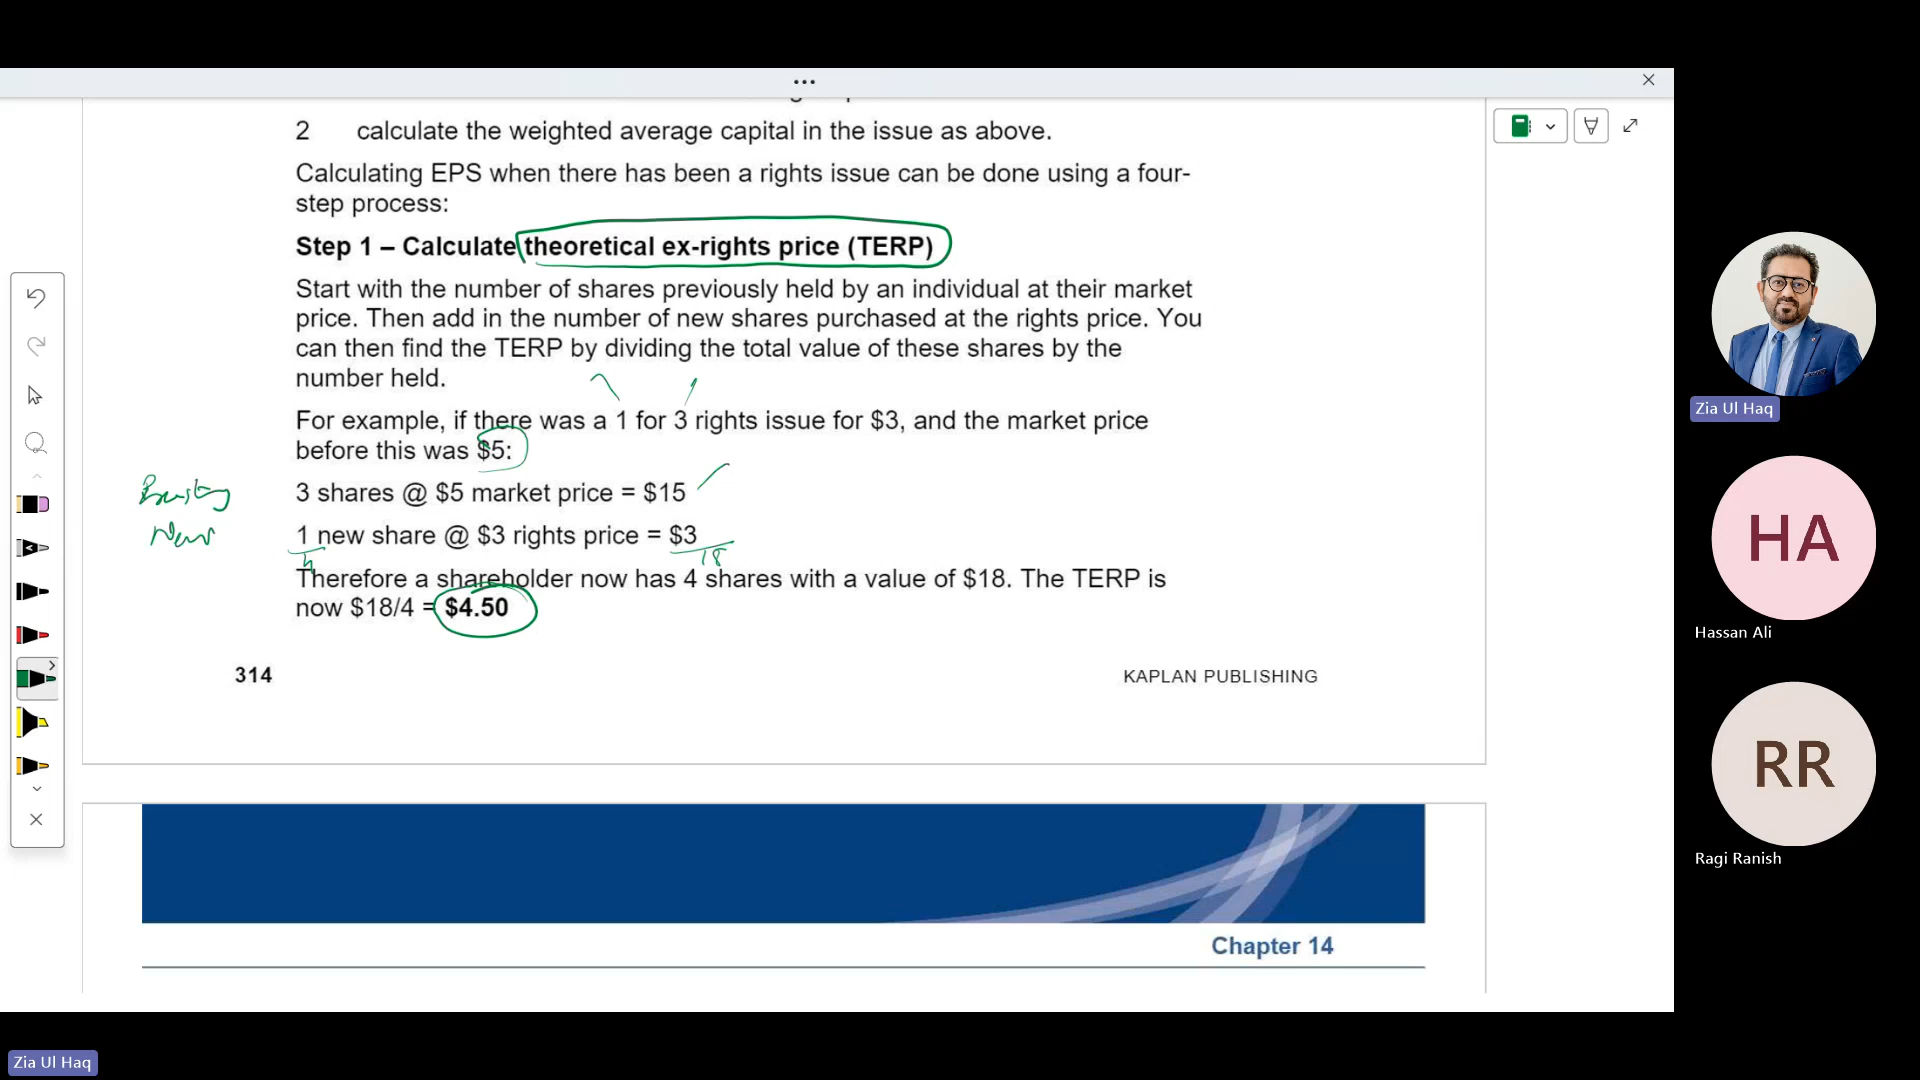 2 calculate the weighted average capital in the issue as above.
Calculating EPS when there has been a rights issue can be done using a four-
step process:
Step 1 – Calculate theoretical ex-rights price (TERP)
Start with the number of shares previously held by an individual at their market
price. Then add in the number of new shares purchased at the rights price. You
can then find the TERP by dividing the total value of these shares by the
number held.
For example, if there was a 1 for 3 rights issue for $3, and the market price
before this was $5:
3 shares @ $5 market price = $15
New
1 new share @ $3 rights price = $3
4
18
Therefore a shareholder now has 4 shares with a value of $18. The TERP is
now $18/4 = $4.50
314
KAPLAN PUBLISHING
Chapter 14
Zia Ul Haq
HA
Hassan Ali
RR
Ragi Ranish
Zia Ul Haq